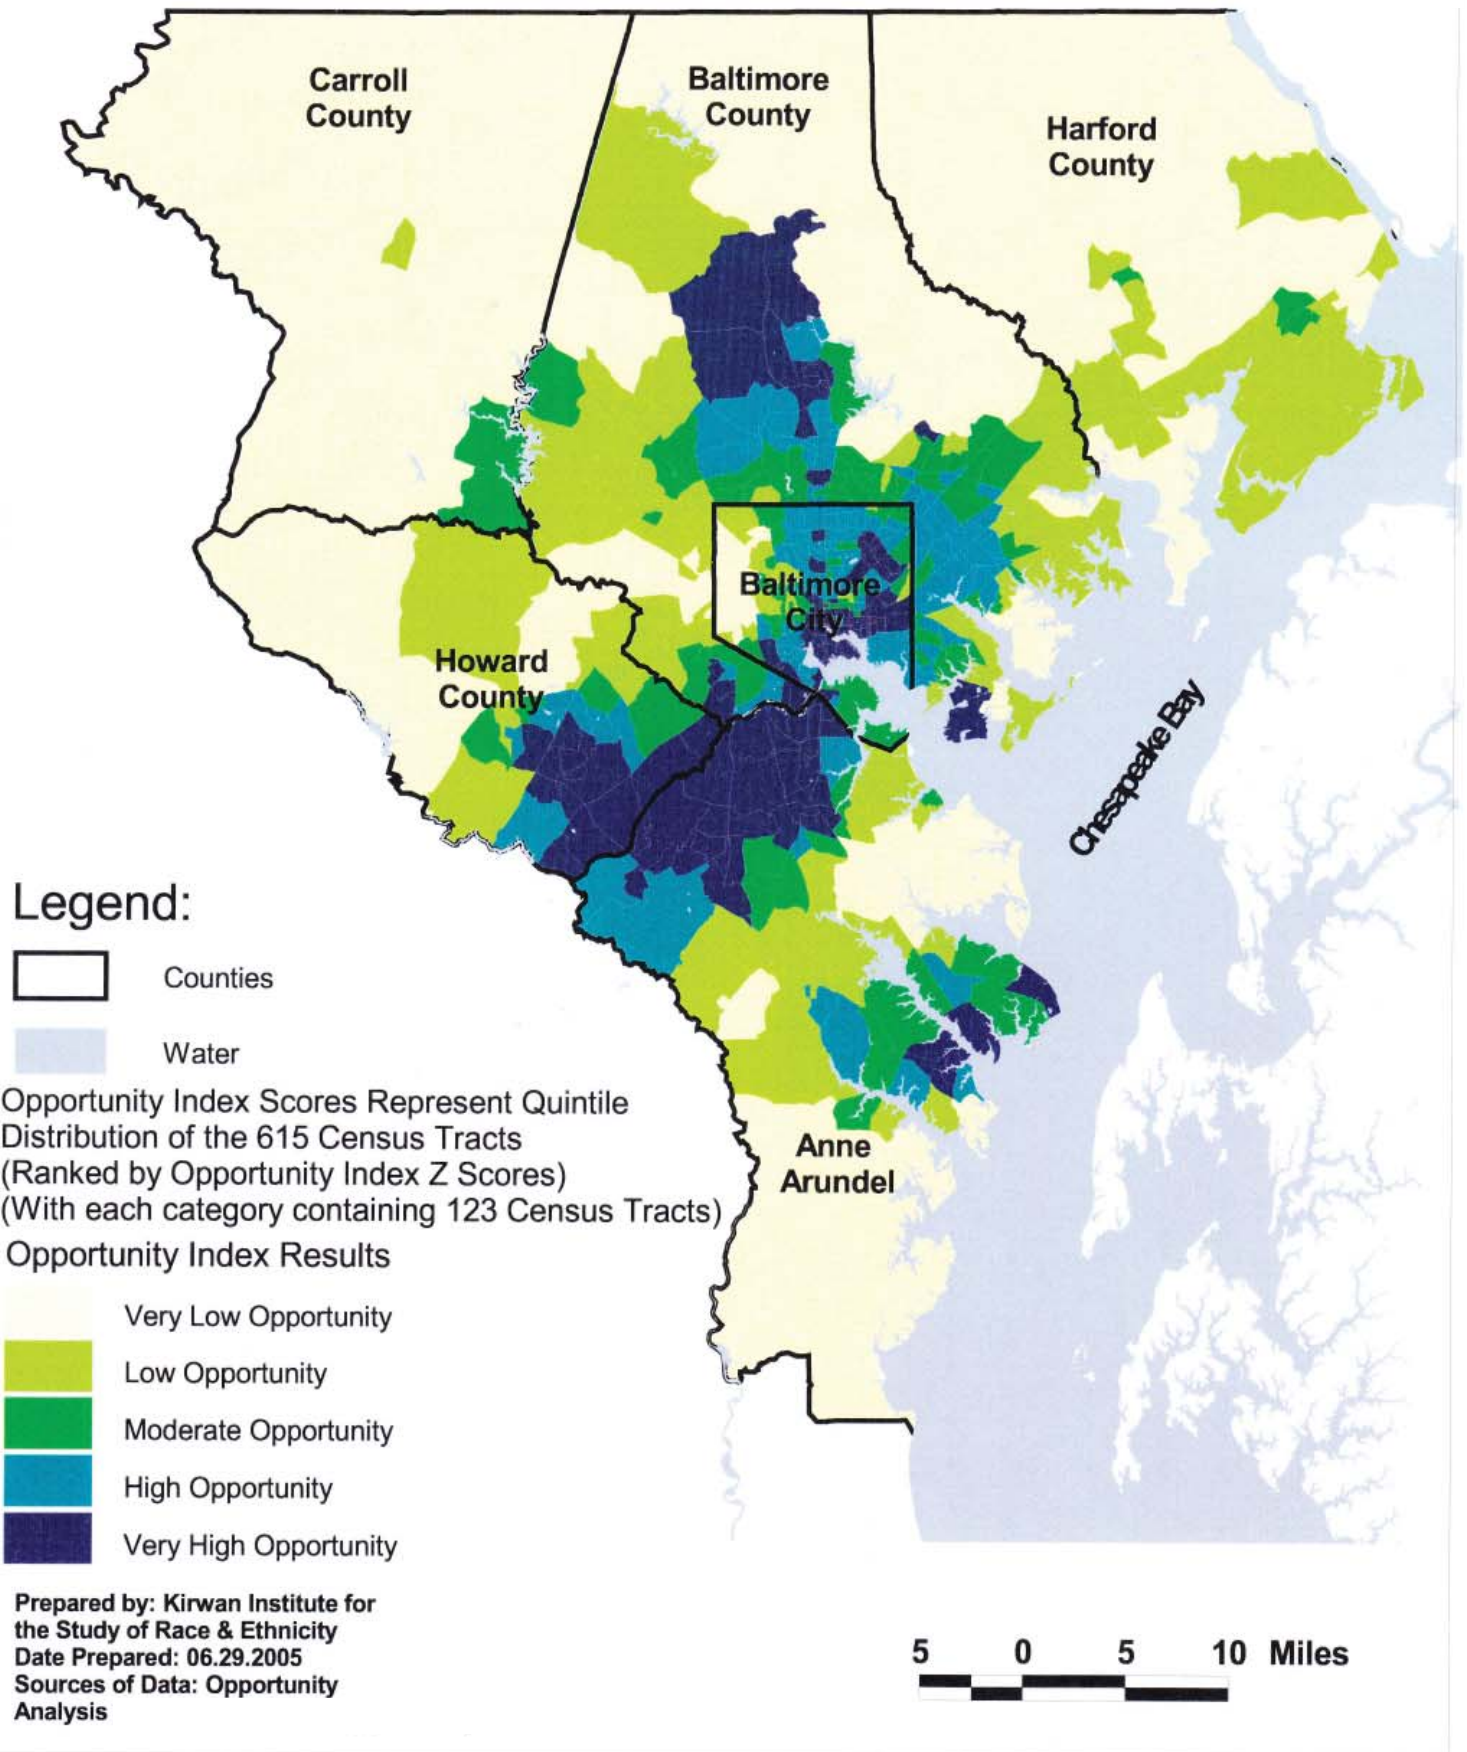 Carroll
County
Baltimore
County
Harford
County
Baltimore
City
Howard
County
Chesapeake Bay
Anne
Arundel
Legend:
Counties
Water
Opportunity Index Scores Represent Quintile
Distribution of the 615 Census Tracts
(Ranked by Opportunity Index Z Scores)
(With each category containing 123 Census Tracts)
Opportunity Index Results
Very Low Opportunity
Low Opportunity
Moderate Opportunity
High Opportunity
Very High Opportunity
Prepared by: Kirwan Institute for
the Study of Race & Ethnicity
Date Prepared: 06.29.2005
Sources of Data: Opportunity
Analysis
5 0 5 10 Miles